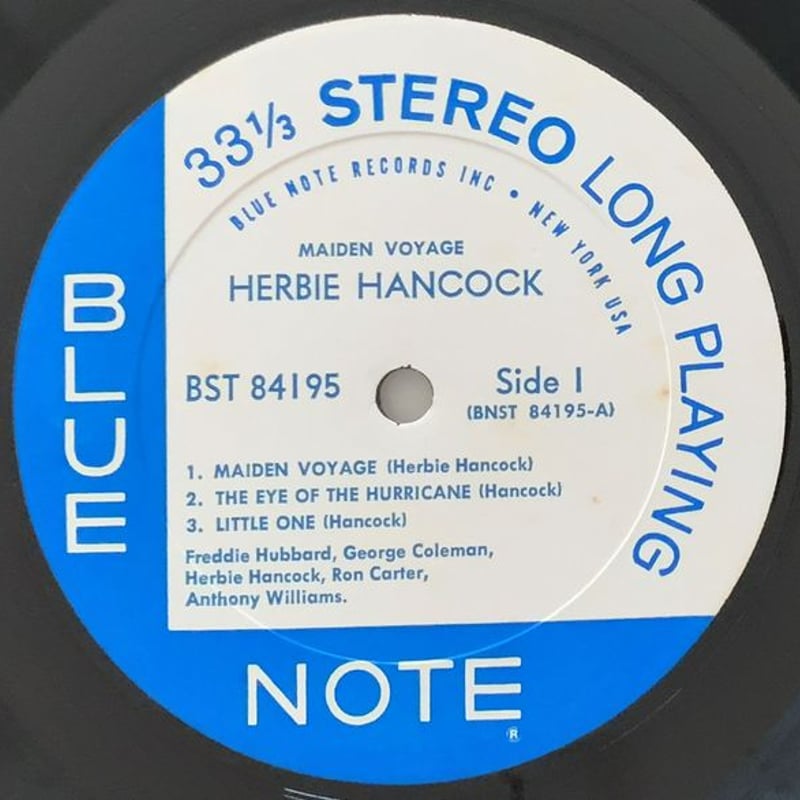 33⅓ STEREO LONG PLAYING
BLUE NOTE RECORDS INC • NEW YORK USA
MAIDEN VOYAGE
HERBIE HANCOCK
BST 84195
Side 1
(BNST 84195-A)
1. MAIDEN VOYAGE (Herbie Hancock)
2. THE EYE OF THE HURRICANE (Hancock)
3. LITTLE ONE (Hancock)
Freddie Hubbard, George Coleman,
Herbie Hancock, Ron Carter,
Anthony Williams.
BLUE
NOTE
®